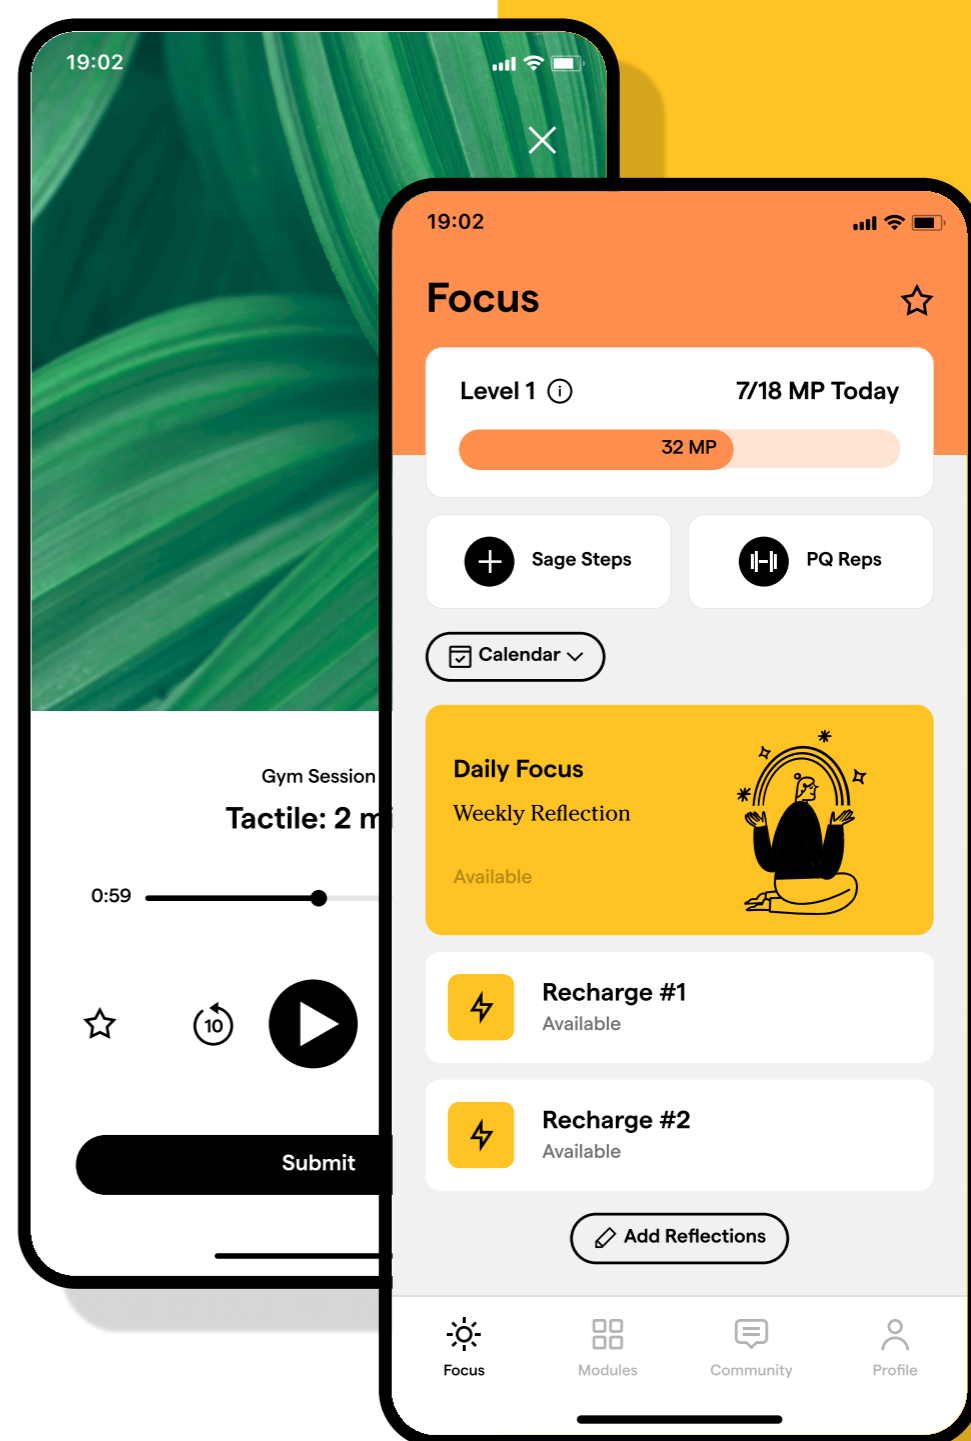 19:02
Gym Session
Tactile: 2 mi
0:59
10
Submit
19:02
Focus
Level 1
7/18 MP Today
32 MP
Sage Steps
PQ Reps
Calendar
Daily Focus
Weekly Reflection
Available
Recharge #1
Available
Recharge #2
Available
Add Reflections
Focus
Modules
Community
Profile